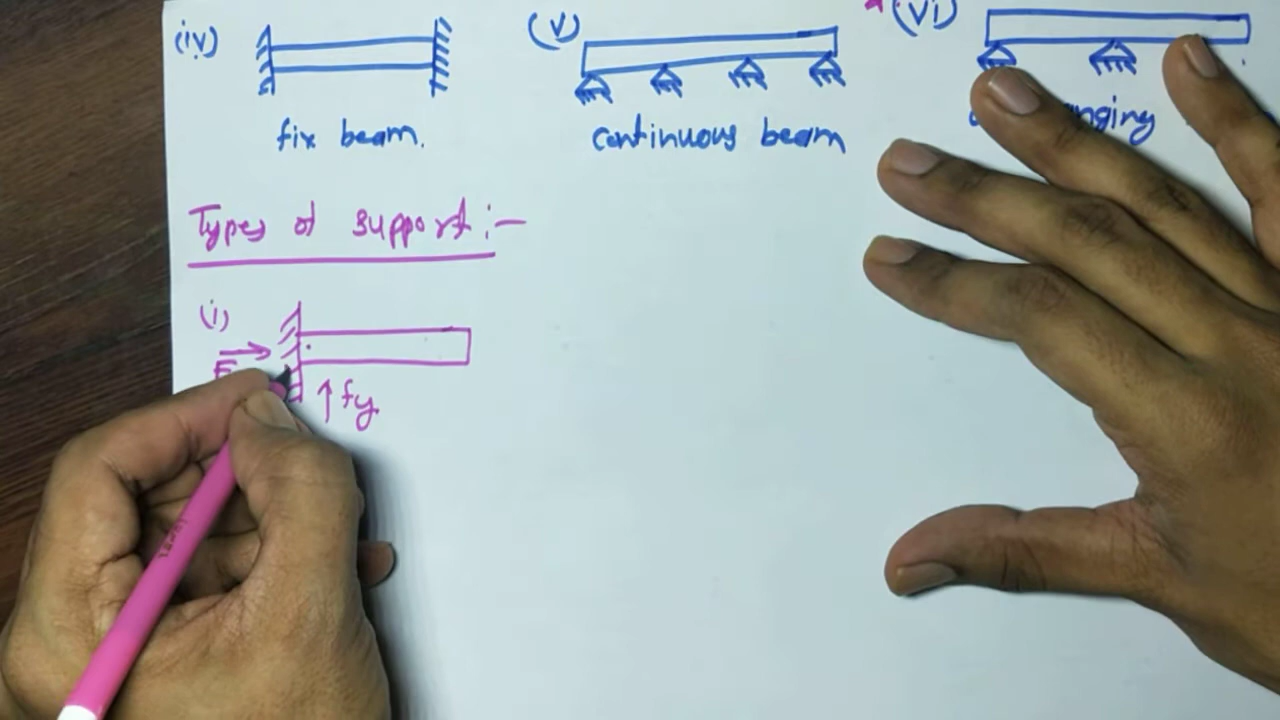 (iv) (v) (vi)
fix beam. continuous beam
Types of support :-
(i)
fy.